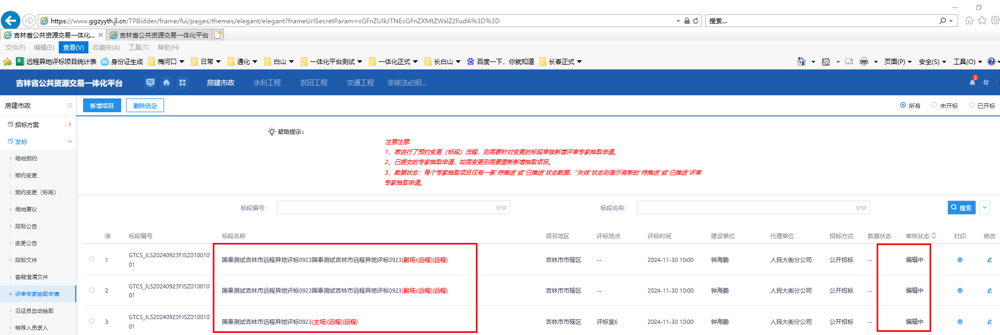 https://www.ggzyyth.jl.cn/TPBidder/frame/fui/pages/themes/elegant/elegant?frameUrlSecretParam=cGFnZUlkJTNEcGFnZXMtZWxlZ2FudA%3D%3D
搜索...
吉林省公共资源交易一体化...
吉林省公共资源交易一体化平台
文件(F) 编辑(E) 查看(V) 收藏夹(A) 工具(T) 帮助(H)
远程异地评标项目统计表 身份证生成 梅河口 日常 通化 白山 一体化平台测试 一体化正式 长白山 百度一下，你就知道 长春正式 页面(P) 安全(S) 工具(O)
吉林省公共资源交易一体化平台 房建市政 水利工程 农田工程 交通工程 非依法必招... 2
房建市政
新增项目 删除选定 所有 未开标 已开标
招标方案
发标
场地预约
预约变更
预约变更（标段）
场地复议
招标公告
变更公告
招标文件
答疑澄清文件
评审专家抽取申请
见证员自动抽取
特殊人员录入
帮助提示：
注意注意:
1、若进行了预约变更（标段）流程，则需要针对变更的标段单独新增评审专家抽取申请。
2、已提交的专家抽取申请，如需变更则需要重新新增抽取项目。
3、数据状态：每个专家抽取项目仅有一条“待推送”或“已推送”状态数据，“失效”状态则表示有新的“待推送”或“已推送”评审
专家抽取申请。
标段编号： 0/50 标段名称： 0/50 搜索
序 标段编号 标段名称 项目地区 评标地点 评标时间 建设单位 代理单位 招标方式 数据状态 审核状态 打印 修改
1 GTCS_JLS20240923FJSZ010010
01 国泰测试吉林市远程异地评标0923国泰测试吉林市远程异地评标0923(副场)(远程)(远程) 吉林市市辖区 -- 2024-11-30 10:00 钟海鹏 人民大街分公司 公开招标 -- 编辑中
2 GTCS_JLS20240923FJSZ010010
01 国泰测试吉林市远程异地评标0923国泰测试吉林市远程异地评标0923(副场)(远程)(远程) 吉林市市辖区 -- 2024-11-30 10:00 钟海鹏 人民大街分公司 公开招标 -- 编辑中
3 GTCS_JLS20240923FJSZ010010
01 国泰测试吉林市远程异地评标0923(主场)(远程)(远程) 吉林市市辖区 评标室6 2024-11-30 10:00 钟海鹏 人民大街分公司 公开招标 -- 编辑中